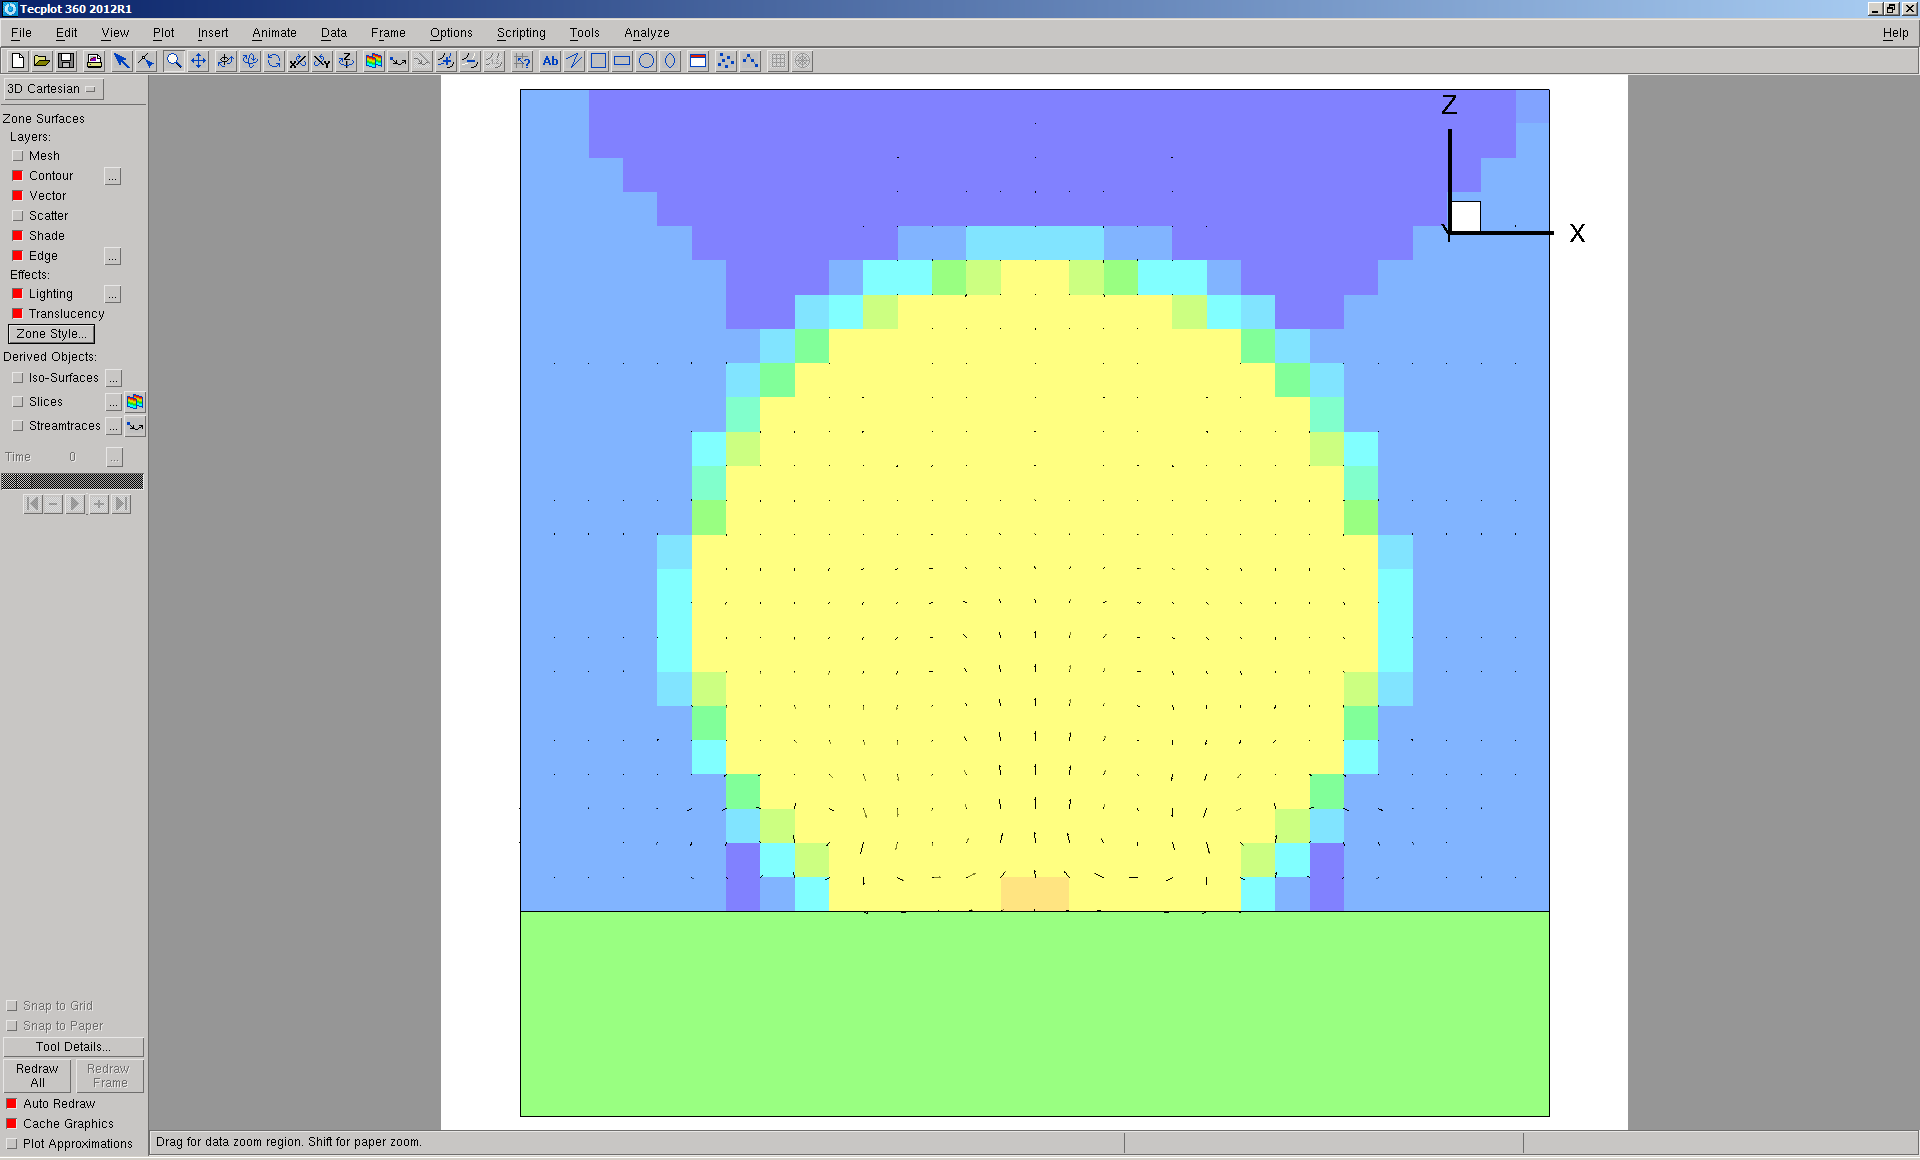 Tecplot 360 2012R1
File Edit View Plot Insert Animate Data Frame Options Scripting Tools Analyze Help
Ab
3D Cartesian
Zone Surfaces
Layers:
Mesh
Contour ...
Vector
Scatter
Shade
Edge ...
Effects:
Lighting ...
Translucency
Zone Style...
Derived Objects:
Iso-Surfaces ...
Slices ...
Streamtraces ...
Time 0 ...
Snap to Grid
Snap to Paper
Tool Details...
Redraw All
Redraw Frame
Auto Redraw
Cache Graphics
Plot Approximations
Z
Y
X
Drag for data zoom region. Shift for paper zoom.